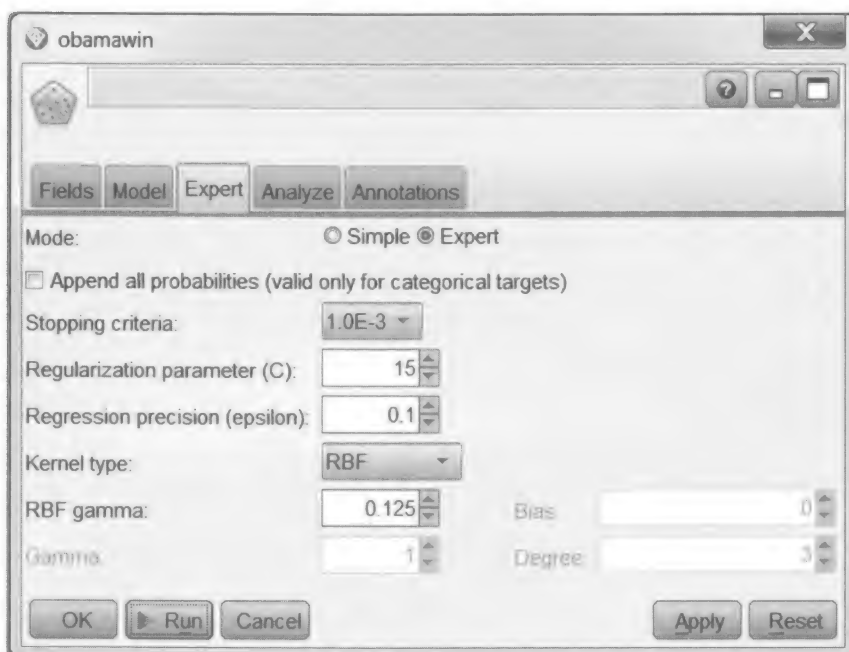 obamawin
Fields Model Expert Analyze Annotations
Mode: Simple Expert
Append all probabilities (valid only for categorical targets)
Stopping criteria: 1.0E-3
Regularization parameter (C): 15
Regression precision (epsilon): 0.1
Kernel type: RBF
RBF gamma: 0.125 Bias: 0
Gamma: 1 Degree: 3
OK Run Cancel Apply Reset